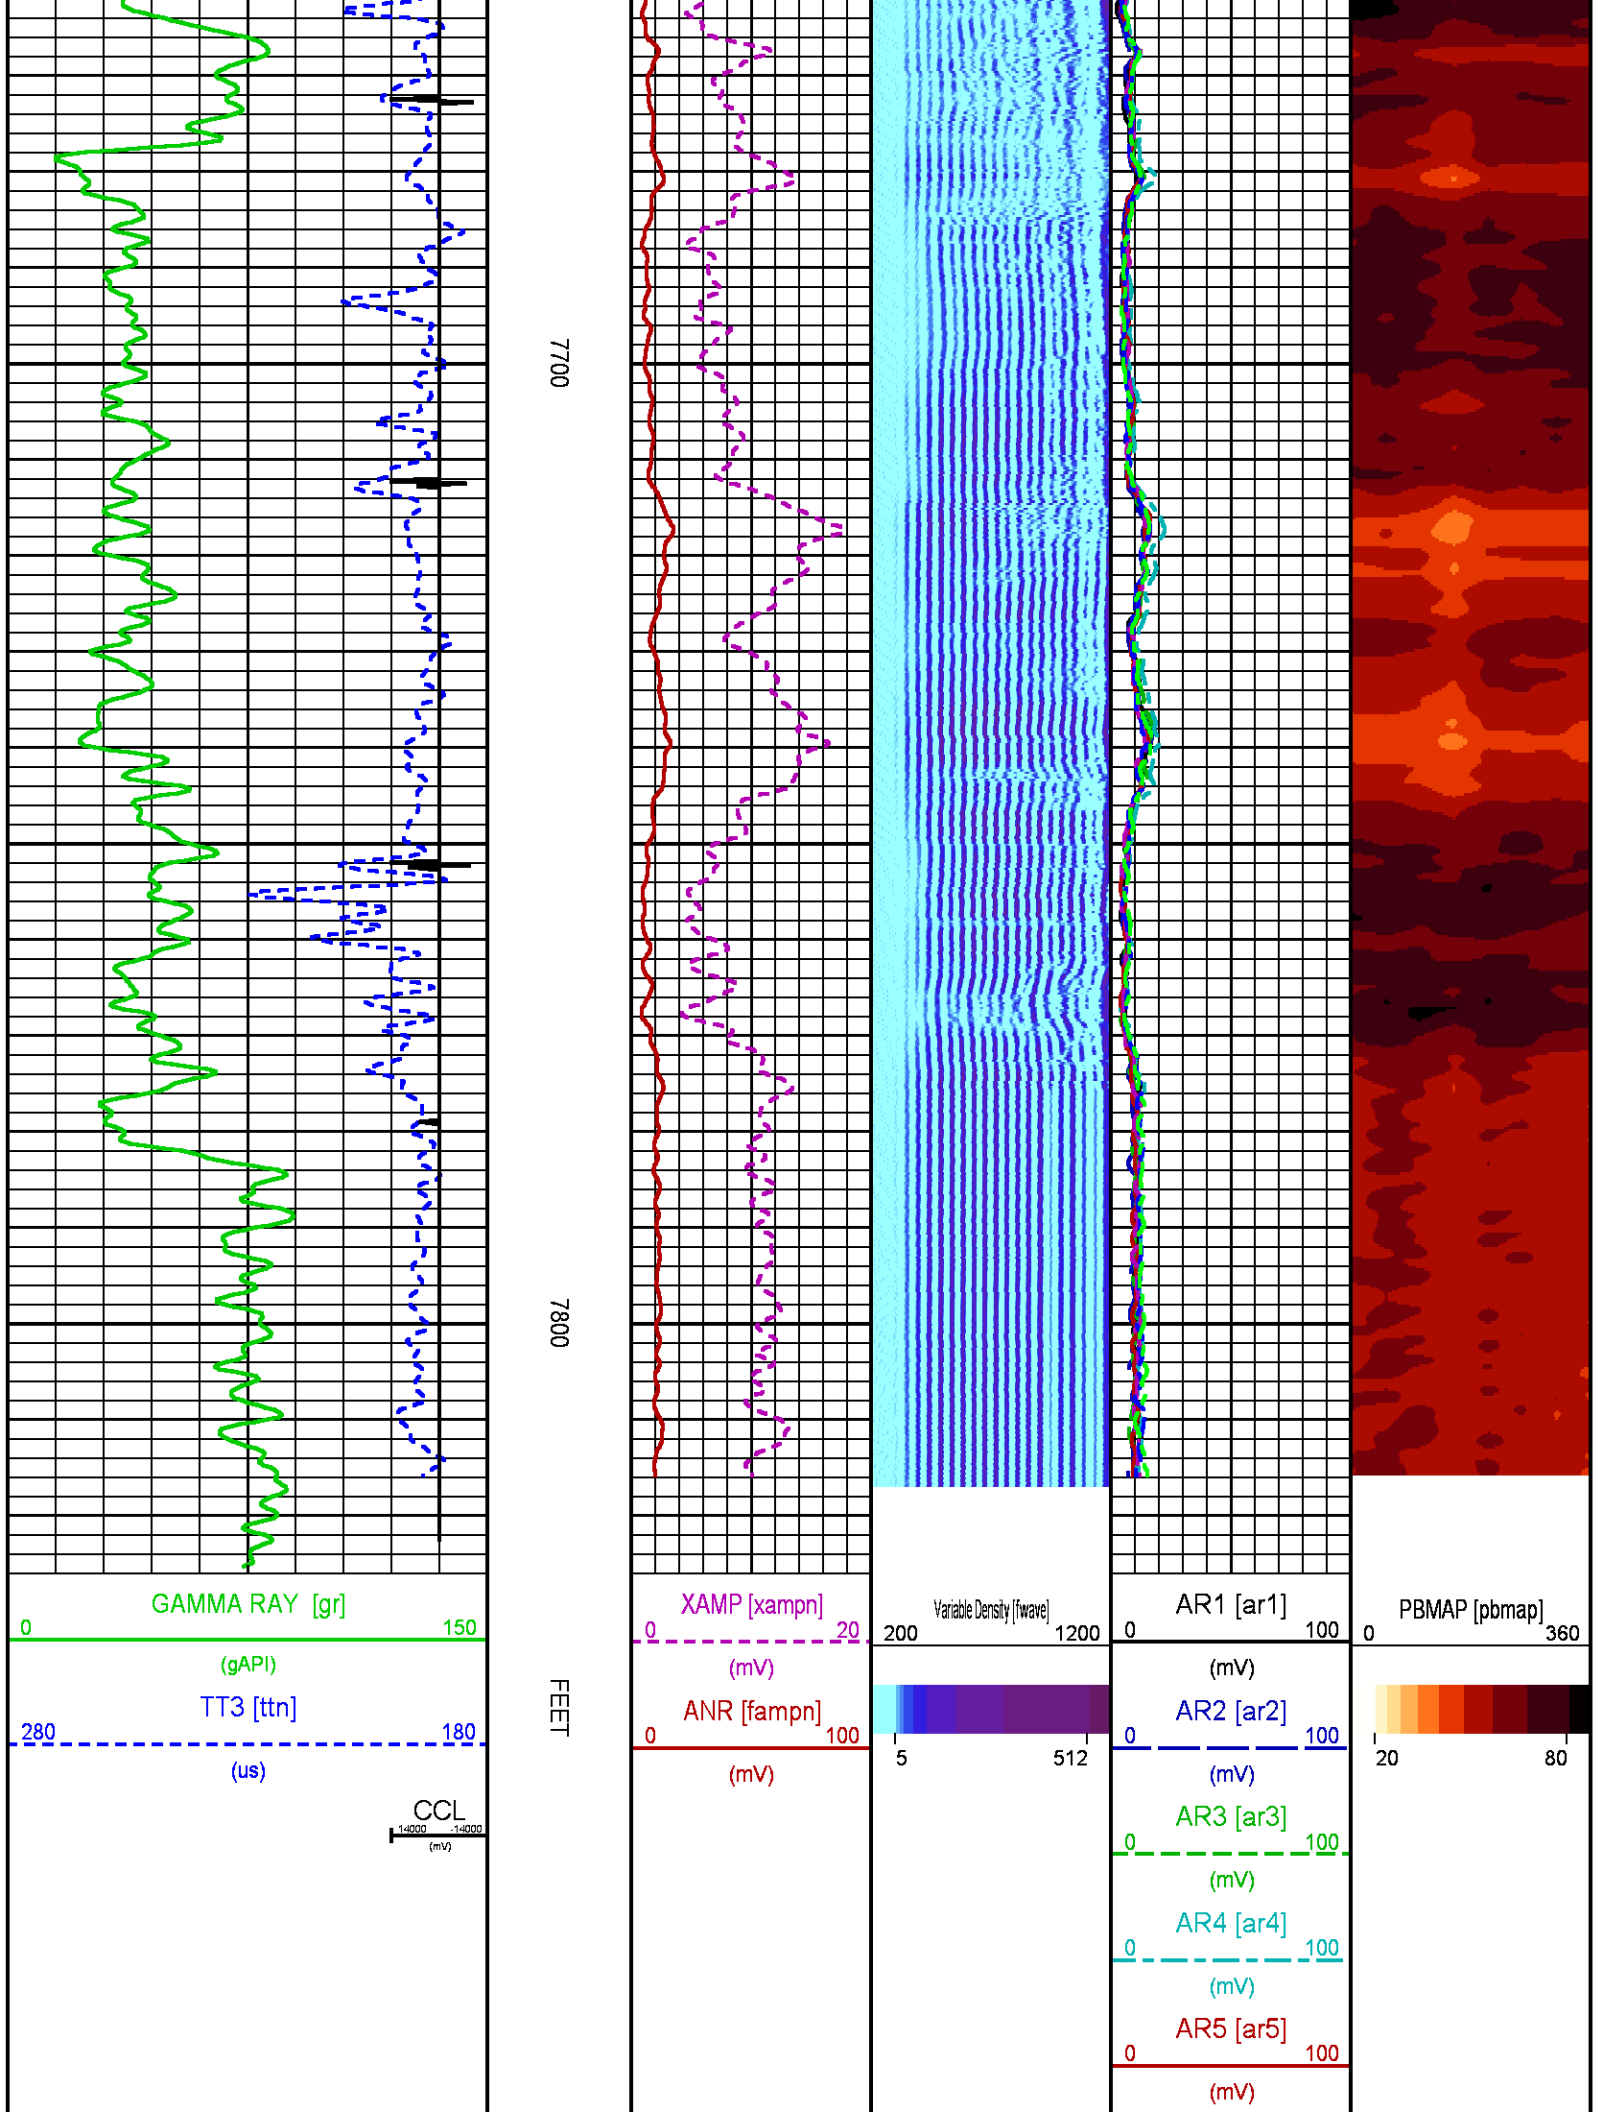 7700
7800
FEET
GAMMA RAY [gr]
0 150
(gAPI)
TT3 [ttn]
280 180
(us)
CCL
14000 -14000
(mV)
XAMP [xampn]
0 20
(mV)
ANR [fampn]
0 100
(mV)
Variable Density [fwave]
200 1200
5 512
AR1 [ar1]
0 100
(mV)
AR2 [ar2]
0 100
(mV)
AR3 [ar3]
0 100
(mV)
AR4 [ar4]
0 100
(mV)
AR5 [ar5]
0 100
(mV)
PBMAP [pbmap]
0 360
20 80